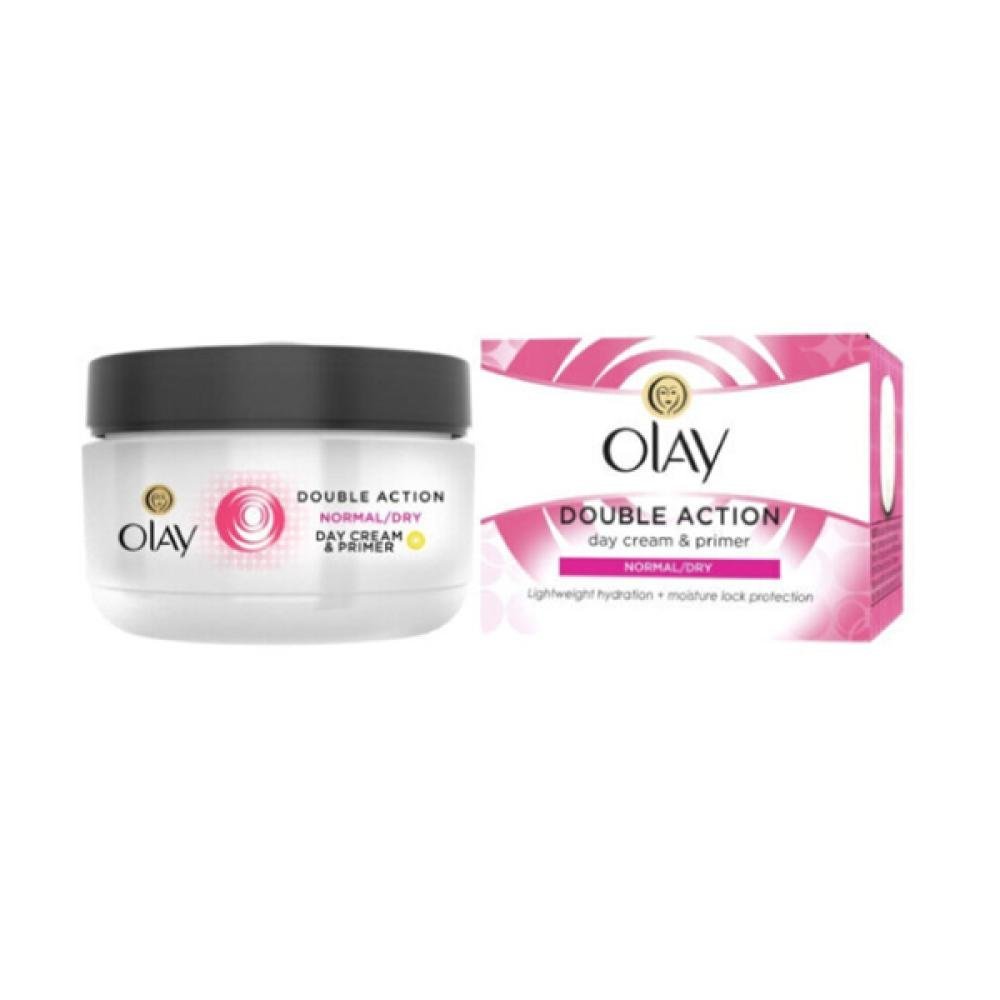 OLAY
DOUBLE ACTION
NORMAL/DRY
DAY CREAM
& PRIMER
OLAY
DOUBLE ACTION
day cream & primer
NORMAL/DRY
Lightweight hydration + moisture lock protection